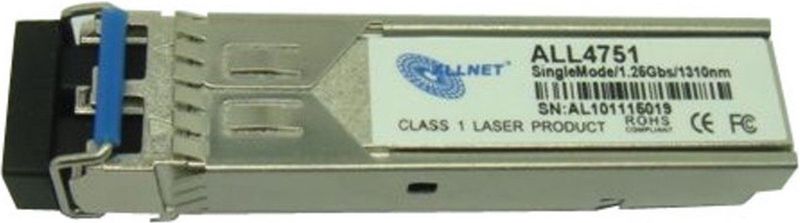 ALLNET
ALL4751
SingleMode/1.25Gbs/1310nm
SN:AL101115019
CLASS 1 LASER PRODUCT
ROHS
COMPLIANT
CE FC